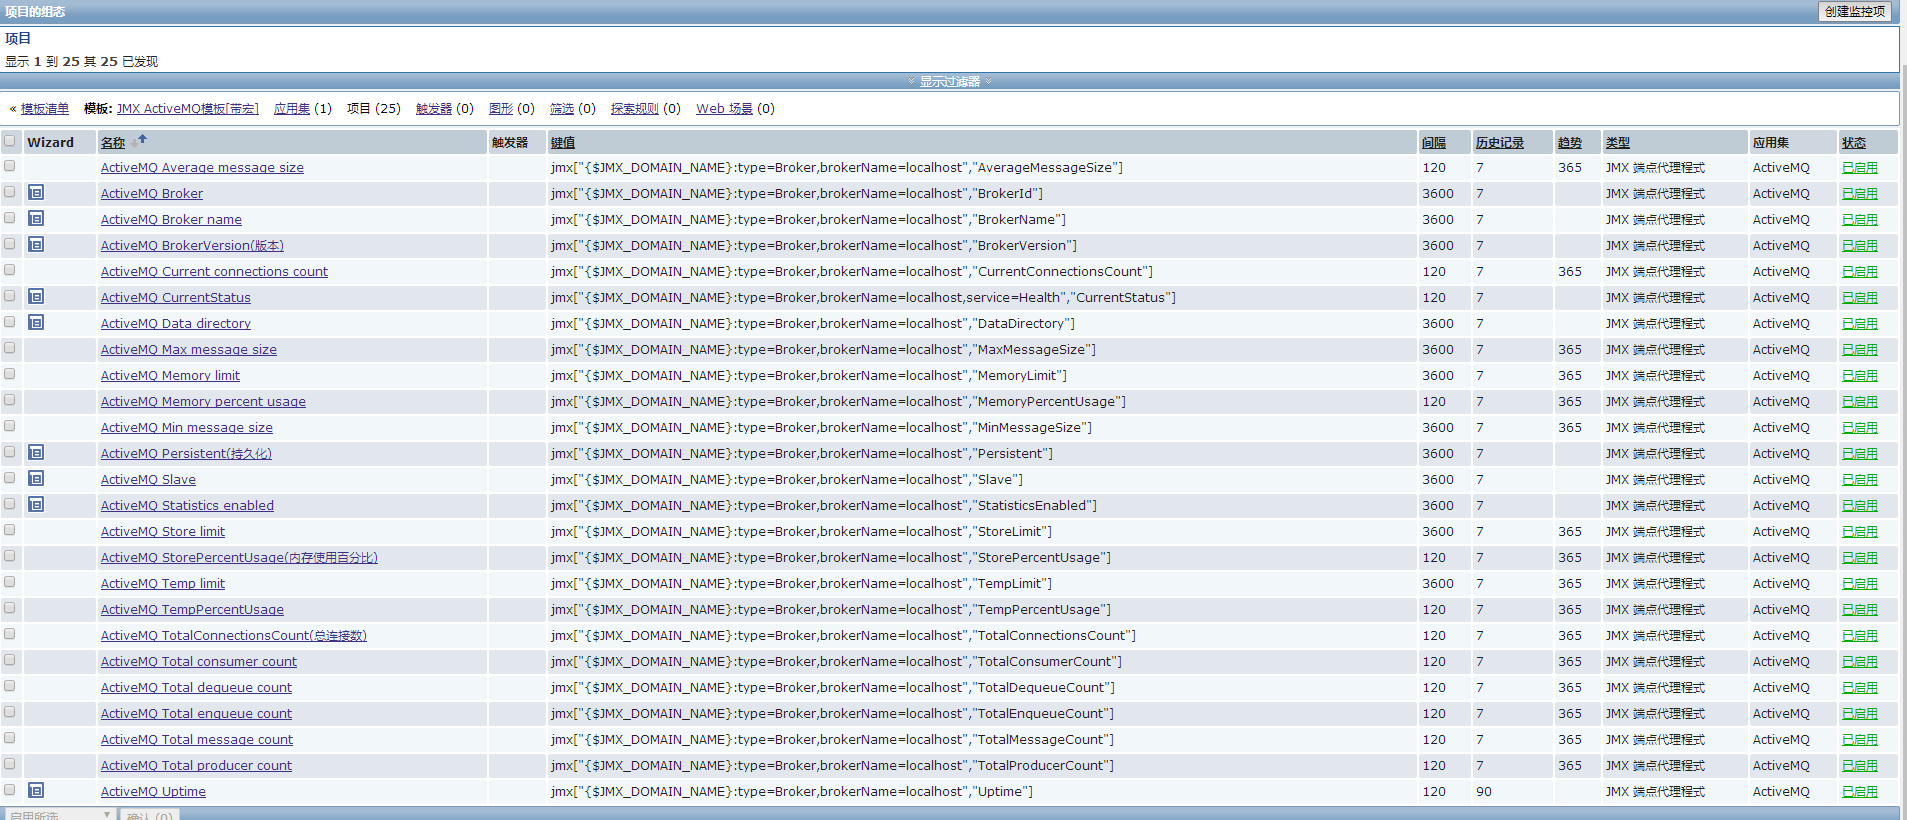 项目的组态 创建监控项
项目
显示 1 到 25 其 25 已发现
显示过滤器
« 模板清单 模板: JMX ActiveMQ模板[带宏] 应用集 (1) 项目 (25) 触发器 (0) 图形 (0) 筛选 (0) 探索规则 (0) Web 场景 (0)
Wizard 名称 触发器 键值 间隔 历史记录 趋势 类型 应用集 状态
ActiveMQ Average message size jmx["{$JMX_DOMAIN_NAME}:type=Broker,brokerName=localhost","AverageMessageSize"] 120 7 365 JMX 端点代理程式 ActiveMQ 已启用
ActiveMQ Broker jmx["{$JMX_DOMAIN_NAME}:type=Broker,brokerName=localhost","BrokerId"] 3600 7 JMX 端点代理程式 ActiveMQ 已启用
ActiveMQ Broker name jmx["{$JMX_DOMAIN_NAME}:type=Broker,brokerName=localhost","BrokerName"] 3600 7 JMX 端点代理程式 ActiveMQ 已启用
ActiveMQ BrokerVersion(版本) jmx["{$JMX_DOMAIN_NAME}:type=Broker,brokerName=localhost","BrokerVersion"] 3600 7 JMX 端点代理程式 ActiveMQ 已启用
ActiveMQ Current connections count jmx["{$JMX_DOMAIN_NAME}:type=Broker,brokerName=localhost","CurrentConnectionsCount"] 120 7 365 JMX 端点代理程式 ActiveMQ 已启用
ActiveMQ CurrentStatus jmx["{$JMX_DOMAIN_NAME}:type=Broker,brokerName=localhost,service=Health","CurrentStatus"] 120 7 JMX 端点代理程式 ActiveMQ 已启用
ActiveMQ Data directory jmx["{$JMX_DOMAIN_NAME}:type=Broker,brokerName=localhost","DataDirectory"] 3600 7 JMX 端点代理程式 ActiveMQ 已启用
ActiveMQ Max message size jmx["{$JMX_DOMAIN_NAME}:type=Broker,brokerName=localhost","MaxMessageSize"] 3600 7 365 JMX 端点代理程式 ActiveMQ 已启用
ActiveMQ Memory limit jmx["{$JMX_DOMAIN_NAME}:type=Broker,brokerName=localhost","MemoryLimit"] 3600 7 365 JMX 端点代理程式 ActiveMQ 已启用
ActiveMQ Memory percent usage jmx["{$JMX_DOMAIN_NAME}:type=Broker,brokerName=localhost","MemoryPercentUsage"] 120 7 365 JMX 端点代理程式 ActiveMQ 已启用
ActiveMQ Min message size jmx["{$JMX_DOMAIN_NAME}:type=Broker,brokerName=localhost","MinMessageSize"] 3600 7 365 JMX 端点代理程式 ActiveMQ 已启用
ActiveMQ Persistent(持久化) jmx["{$JMX_DOMAIN_NAME}:type=Broker,brokerName=localhost","Persistent"] 3600 7 JMX 端点代理程式 ActiveMQ 已启用
ActiveMQ Slave jmx["{$JMX_DOMAIN_NAME}:type=Broker,brokerName=localhost","Slave"] 3600 7 JMX 端点代理程式 ActiveMQ 已启用
ActiveMQ Statistics enabled jmx["{$JMX_DOMAIN_NAME}:type=Broker,brokerName=localhost","StatisticsEnabled"] 3600 7 JMX 端点代理程式 ActiveMQ 已启用
ActiveMQ Store limit jmx["{$JMX_DOMAIN_NAME}:type=Broker,brokerName=localhost","StoreLimit"] 3600 7 365 JMX 端点代理程式 ActiveMQ 已启用
ActiveMQ StorePercentUsage(内存使用百分比) jmx["{$JMX_DOMAIN_NAME}:type=Broker,brokerName=localhost","StorePercentUsage"] 120 7 365 JMX 端点代理程式 ActiveMQ 已启用
ActiveMQ Temp limit jmx["{$JMX_DOMAIN_NAME}:type=Broker,brokerName=localhost","TempLimit"] 3600 7 365 JMX 端点代理程式 ActiveMQ 已启用
ActiveMQ TempPercentUsage jmx["{$JMX_DOMAIN_NAME}:type=Broker,brokerName=localhost","TempPercentUsage"] 120 7 365 JMX 端点代理程式 ActiveMQ 已启用
ActiveMQ TotalConnectionsCount(总连接数) jmx["{$JMX_DOMAIN_NAME}:type=Broker,brokerName=localhost","TotalConnectionsCount"] 120 7 365 JMX 端点代理程式 ActiveMQ 已启用
ActiveMQ Total consumer count jmx["{$JMX_DOMAIN_NAME}:type=Broker,brokerName=localhost","TotalConsumerCount"] 120 7 365 JMX 端点代理程式 ActiveMQ 已启用
ActiveMQ Total dequeue count jmx["{$JMX_DOMAIN_NAME}:type=Broker,brokerName=localhost","TotalDequeueCount"] 120 7 365 JMX 端点代理程式 ActiveMQ 已启用
ActiveMQ Total enqueue count jmx["{$JMX_DOMAIN_NAME}:type=Broker,brokerName=localhost","TotalEnqueueCount"] 120 7 365 JMX 端点代理程式 ActiveMQ 已启用
ActiveMQ Total message count jmx["{$JMX_DOMAIN_NAME}:type=Broker,brokerName=localhost","TotalMessageCount"] 120 7 365 JMX 端点代理程式 ActiveMQ 已启用
ActiveMQ Total producer count jmx["{$JMX_DOMAIN_NAME}:type=Broker,brokerName=localhost","TotalProducerCount"] 120 7 365 JMX 端点代理程式 ActiveMQ 已启用
ActiveMQ Uptime jmx["{$JMX_DOMAIN_NAME}:type=Broker,brokerName=localhost","Uptime"] 120 90 JMX 端点代理程式 ActiveMQ 已启用
启用所选 确认 (0)